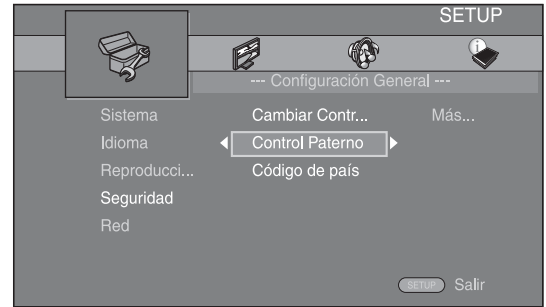 SETUP
--- Configuración General ---
Sistema Cambiar Contr... Más...
Idioma Control Paterno
Reproducci... Código de país
Seguridad
Red
SETUP Salir